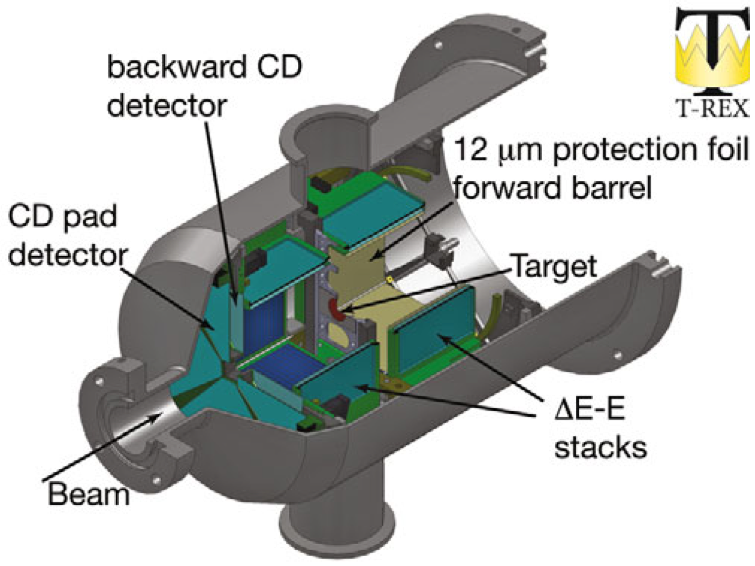 backward CD
detector
T-REX
12 μm protection foil
forward barrel
CD pad
detector
Target
ΔE-E
stacks
Beam